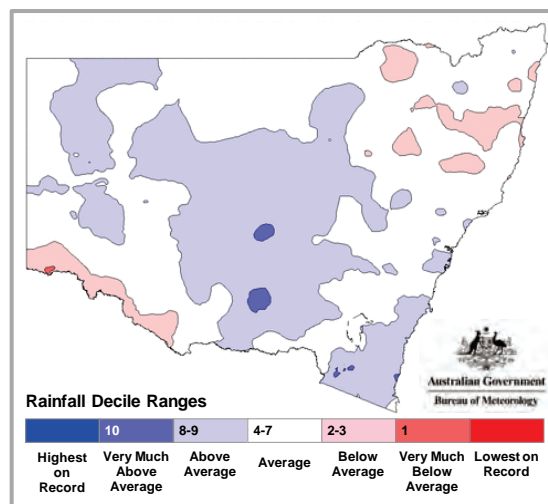 Australian Government
Bureau of Meteorology
Rainfall Decile Ranges
10 8-9 4-7 2-3 1
Highest on Record
Very Much Above Average
Above Average
Average
Below Average
Very Much Below Average
Lowest on Record